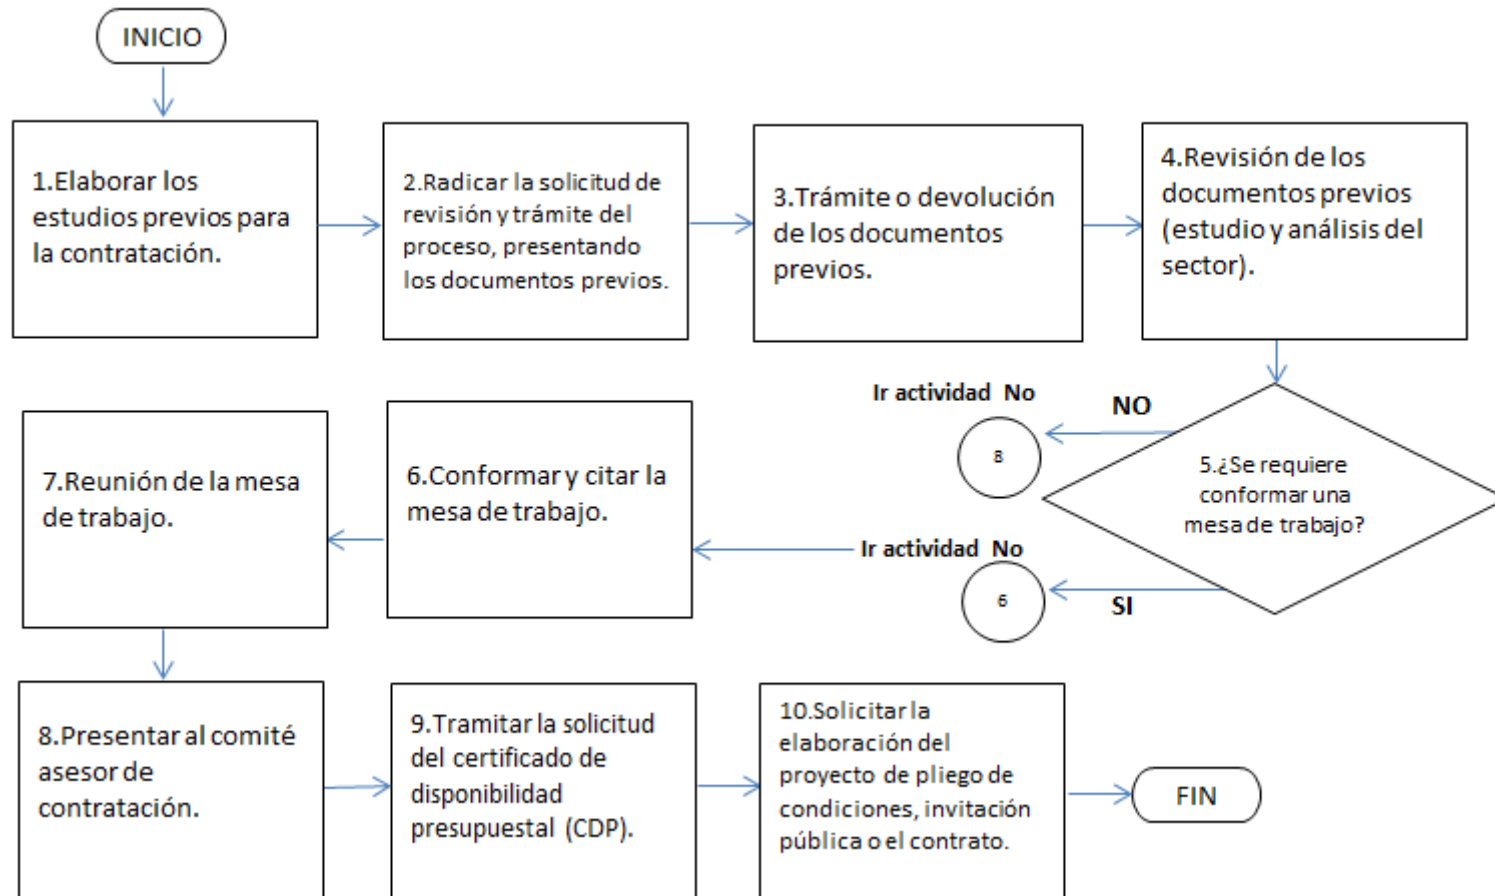 INICIO
1.Elaborar los
estudios previos para
la contratación.
2.Radicar la solicitud de
revisión y trámite del
proceso, presentando
los documentos previos.
3.Trámite o devolución
de los documentos
previos.
4.Revisión de los
documentos previos
(estudio y análisis del
sector).
5.¿Se requiere
conformar una
mesa de trabajo?
NO
Ir actividad No
8
SI
Ir actividad No
6
6.Conformar y citar la
mesa de trabajo.
7.Reunión de la mesa
de trabajo.
8.Presentar al comité
asesor de
contratación.
9.Tramitar la solicitud
del certificado de
disponibilidad
presupuestal (CDP).
10.Solicitar la
elaboración del
proyecto de pliego de
condiciones, invitación
pública o el contrato.
FIN